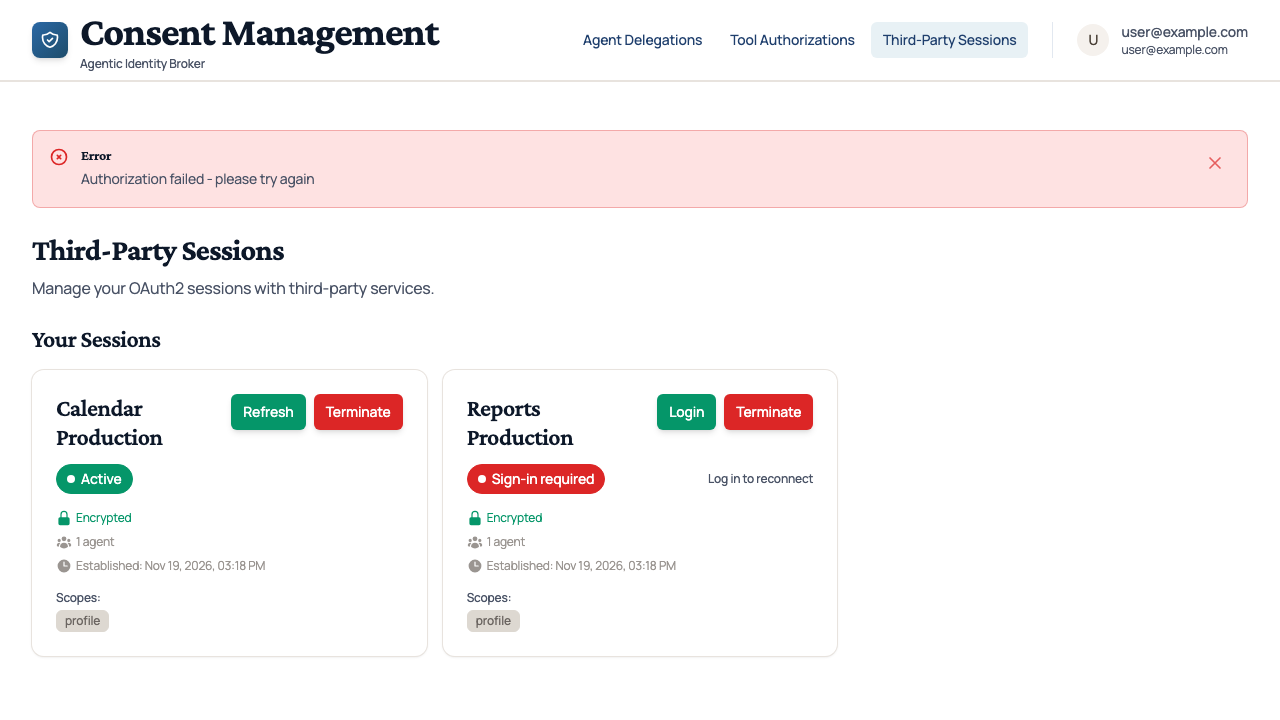 Consent Management
Agentic Identity Broker
Agent Delegations
Tool Authorizations
Third-Party Sessions
U
user@example.com
user@example.com
Error
Authorization failed - please try again
Third-Party Sessions
Manage your OAuth2 sessions with third-party services.
Your Sessions
Calendar
Production
Refresh
Terminate
Active
Encrypted
1 agent
Established: Nov 19, 2026, 03:18 PM
Scopes:
profile
Reports
Production
Login
Terminate
Sign-in required
Log in to reconnect
Encrypted
1 agent
Established: Nov 19, 2026, 03:18 PM
Scopes:
profile